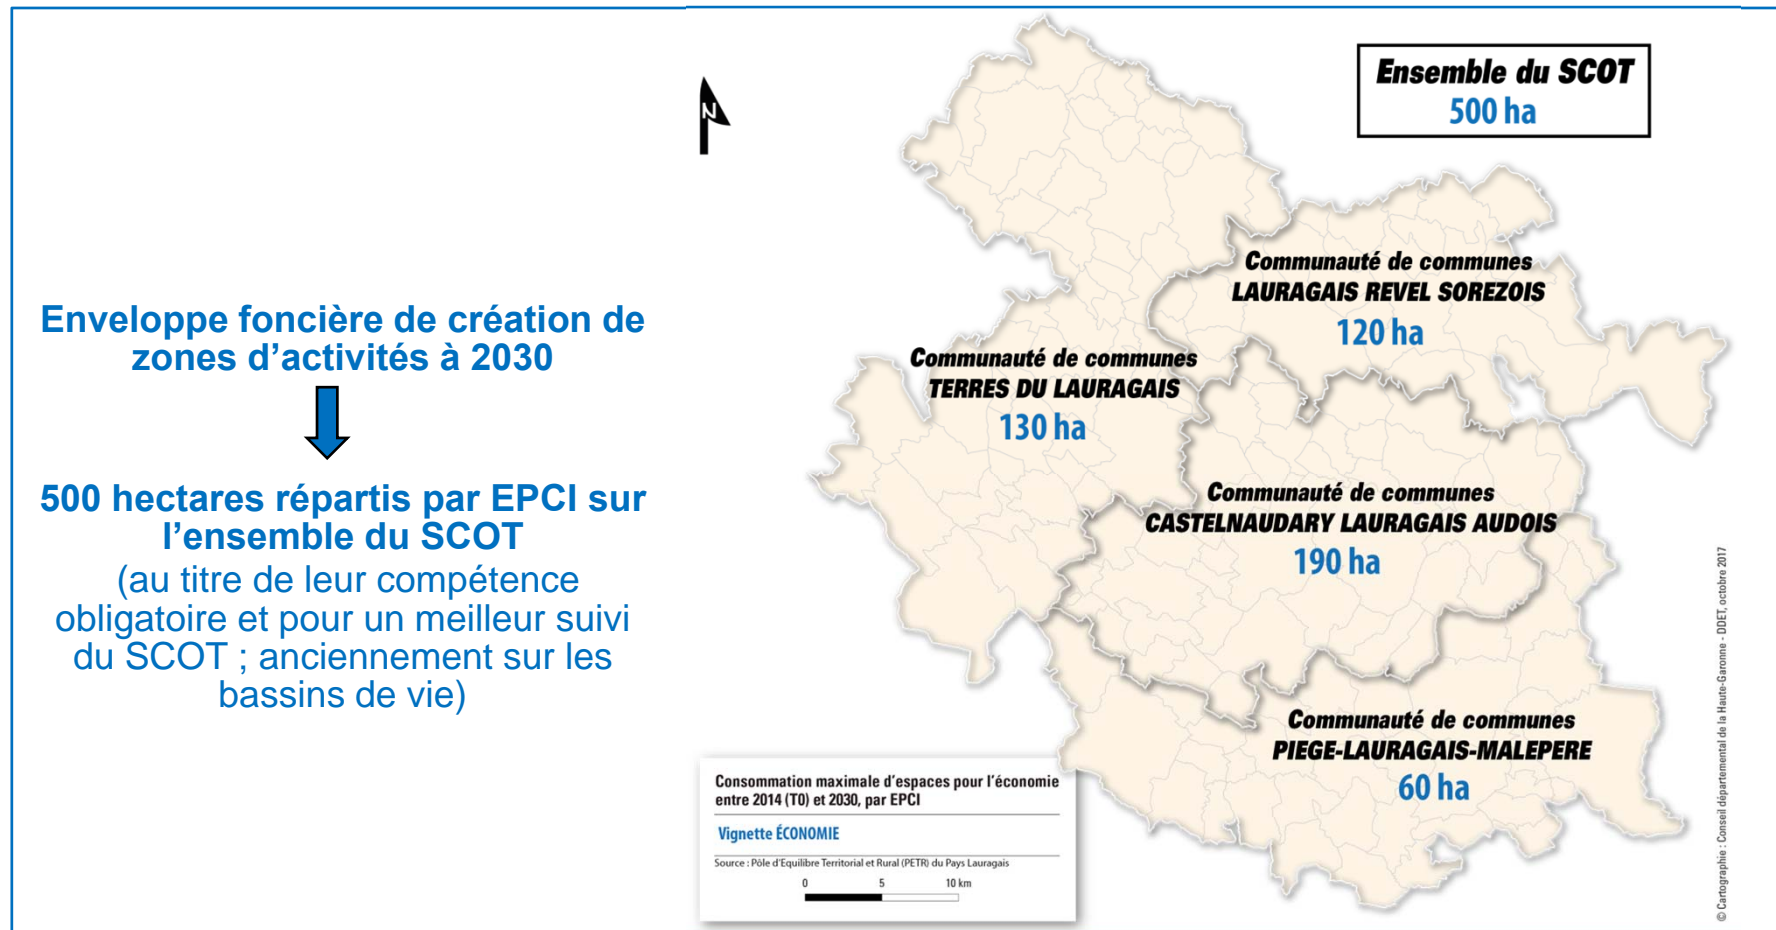 Enveloppe foncière de création de
zones d’activités à 2030
500 hectares répartis par EPCI sur
l’ensemble du SCOT
(au titre de leur compétence
obligatoire et pour un meilleur suivi
du SCOT ; anciennement sur les
bassins de vie)
N
Ensemble du SCOT
500 ha
Communauté de communes
LAURAGAIS REVEL SOREZOIS
120 ha
Communauté de communes
TERRES DU LAURAGAIS
130 ha
Communauté de communes
CASTELNAUDARY LAURAGAIS AUDOIS
190 ha
Communauté de communes
PIEGE-LAURAGAIS-MALEPERE
60 ha
Consommation maximale d’espaces pour l’économie
entre 2014 (T0) et 2030, par EPCI
Vignette ÉCONOMIE
Source : Pôle d’Equilibre Territorial et Rural (PETR) du Pays Lauragais
0 5 10 km
© Cartographie : Conseil départemental de la Haute-Garonne - DDET, octobre 2017